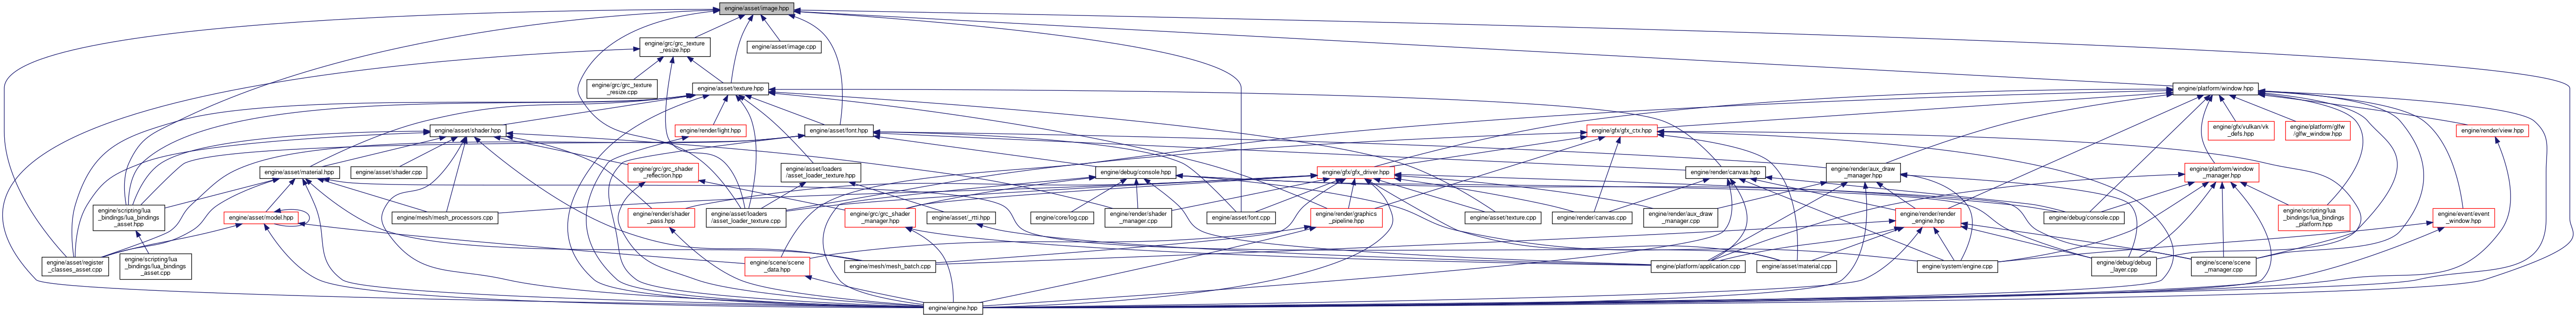 engine/asset/image.hpp
engine/grc/grc_texture
_resize.hpp
engine/asset/image.cpp
engine/grc/grc_texture
_resize.cpp
engine/asset/texture.hpp
engine/platform/window.hpp
engine/asset/shader.hpp
engine/render/light.hpp
engine/asset/font.hpp
engine/gfx/gfx_ctx.hpp
engine/gfx/vulkan/vk
_defs.hpp
engine/platform/glfw
/glfw_window.hpp
engine/render/view.hpp
engine/asset/material.hpp
engine/asset/shader.cpp
engine/grc/grc_shader
_reflection.hpp
engine/asset/loaders
/asset_loader_texture.hpp
engine/debug/console.hpp
engine/gfx/gfx_driver.hpp
engine/render/canvas.hpp
engine/render/aux_draw
_manager.hpp
engine/platform/window
_manager.hpp
engine/scripting/lua
_bindings/lua_bindings
_asset.hpp
engine/asset/model.hpp
engine/mesh/mesh_processors.cpp
engine/render/shader
_pass.hpp
engine/asset/loaders
/asset_loader_texture.cpp
engine/grc/grc_shader
_manager.hpp
engine/asset/_rtti.hpp
engine/core/log.cpp
engine/render/shader
_manager.cpp
engine/asset/font.cpp
engine/render/graphics
_pipeline.hpp
engine/asset/texture.cpp
engine/render/canvas.cpp
engine/render/aux_draw
_manager.cpp
engine/render/render
_engine.hpp
engine/debug/console.cpp
engine/scripting/lua
_bindings/lua_bindings
_platform.hpp
engine/event/event
_window.hpp
engine/asset/register
_classes_asset.cpp
engine/scripting/lua
_bindings/lua_bindings
_asset.cpp
engine/scene/scene
_data.hpp
engine/mesh/mesh_batch.cpp
engine/platform/application.cpp
engine/asset/material.cpp
engine/system/engine.cpp
engine/debug/debug
_layer.cpp
engine/scene/scene
_manager.cpp
engine/engine.hpp